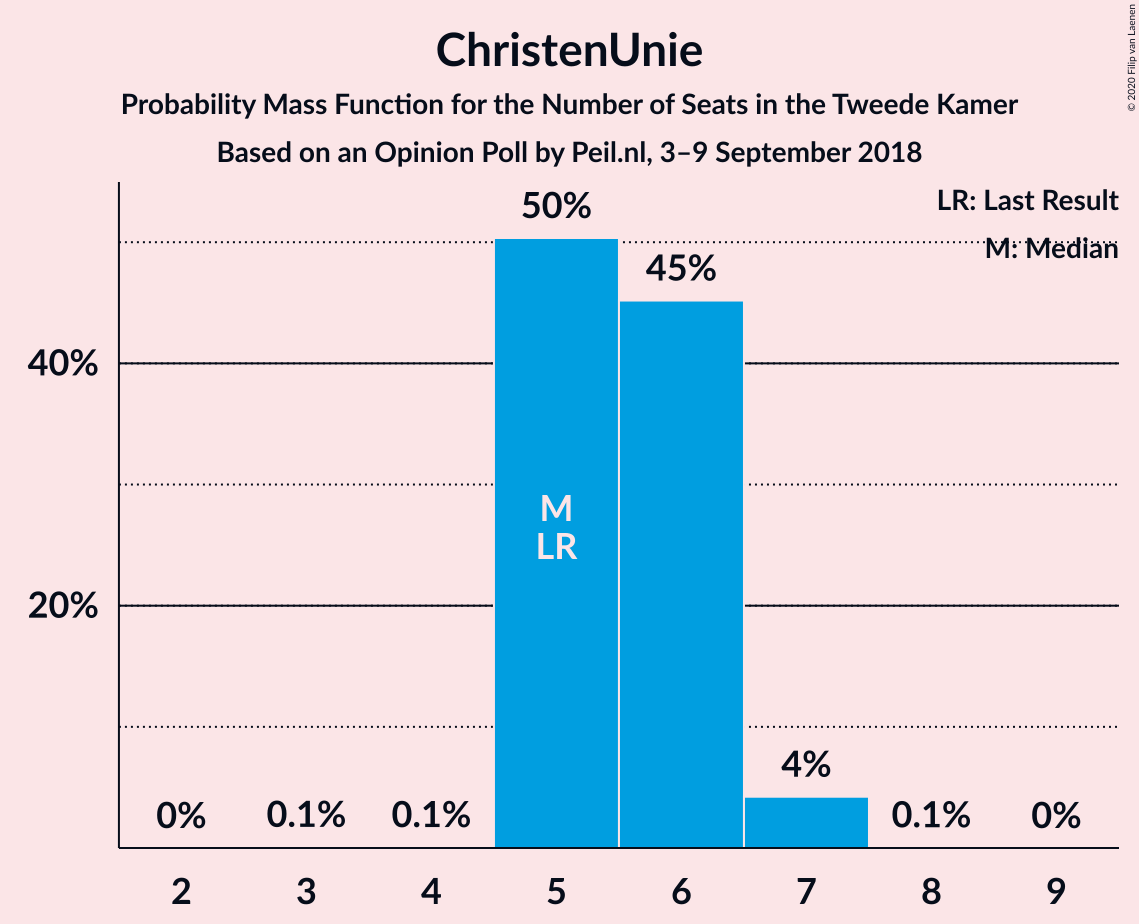 ChristenUnie
Probability Mass Function for the Number of Seats in the Tweede Kamer
Based on an Opinion Poll by Peil.nl, 3–9 September 2018
© 2020 Filip van Laenen
LR: Last Result
M: Median
50%
45%
40%
M
LR
20%
4%
0%
0.1%
0.1%
0.1%
0%
2
3
4
5
6
7
8
9